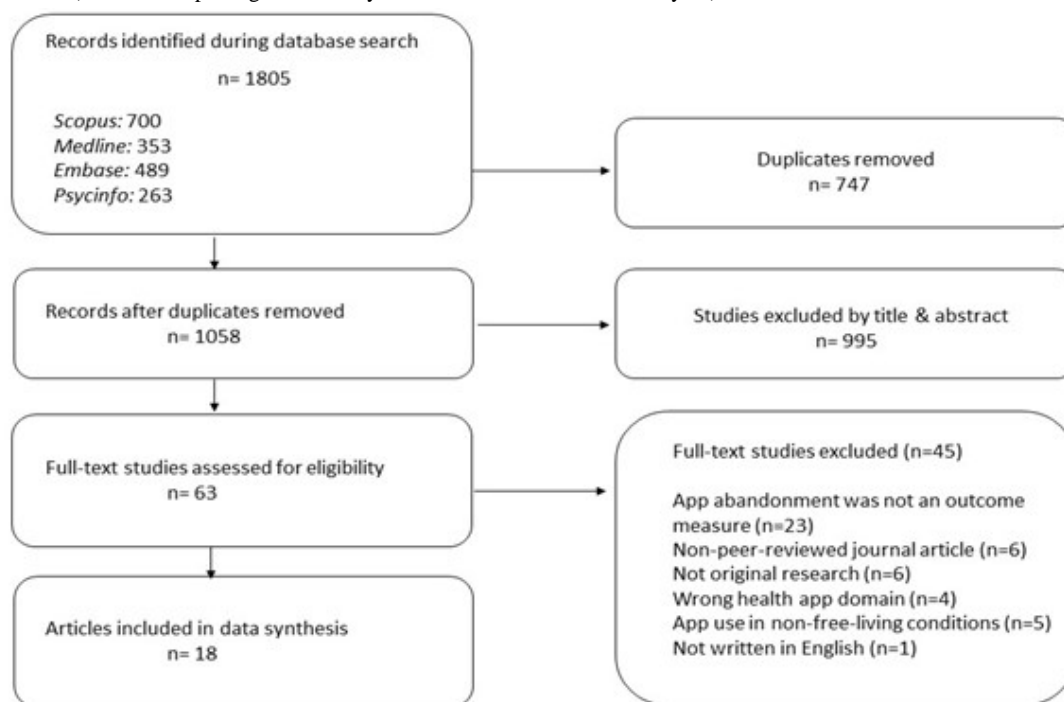 Records identified during database search
n= 1805
Scopus: 700
Medline: 353
Embase: 489
Psycinfo: 263
Duplicates removed
n= 747
Records after duplicates removed
n= 1058
Studies excluded by title & abstract
n= 995
Full-text studies assessed for eligibility
n= 63
Full-text studies excluded (n=45)
App abandonment was not an outcome
measure (n=23)
Non-peer-reviewed journal article (n=6)
Not original research (n=6)
Wrong health app domain (n=4)
App use in non-free-living conditions (n=5)
Not written in English (n=1)
Articles included in data synthesis
n= 18